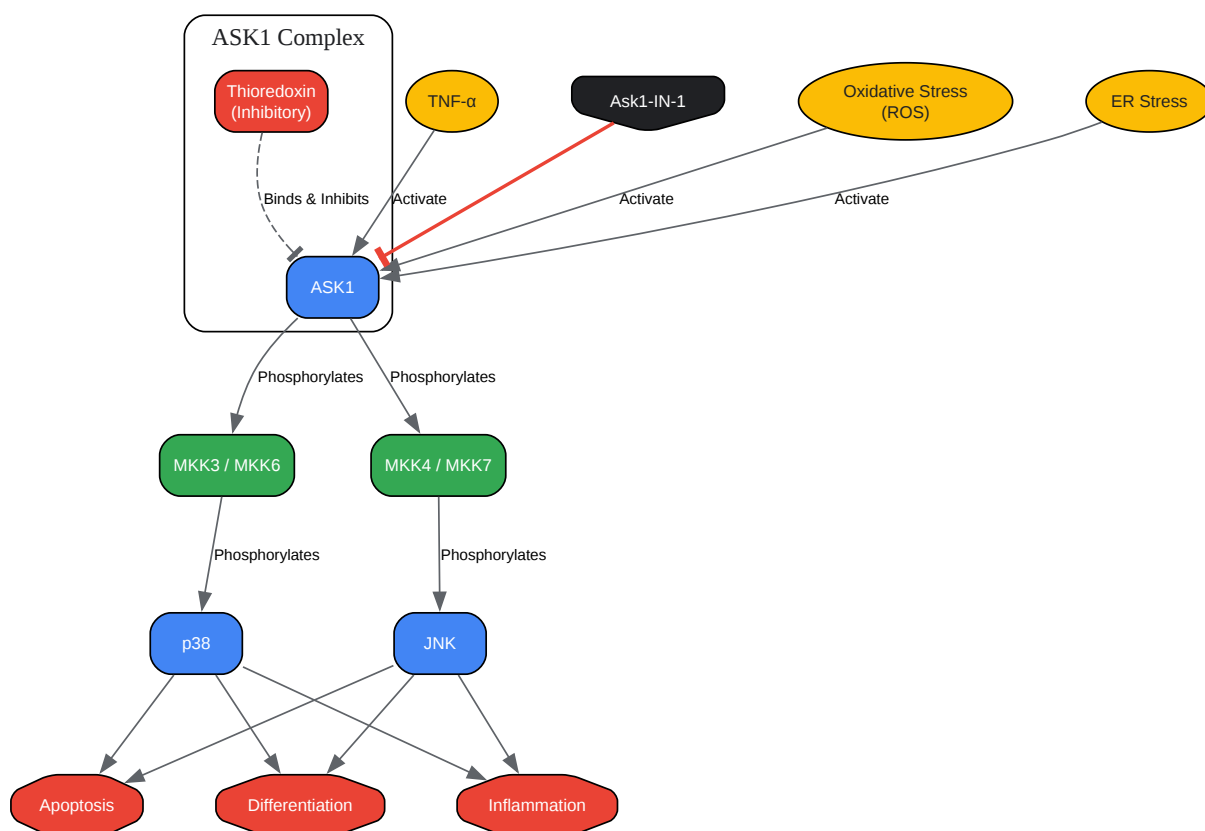 ASK1 Complex
Thioredoxin
(Inhibitory)
TNF-α
Ask1-IN-1
Oxidative Stress
(ROS)
ER Stress
Binds & Inhibits
Activate
Activate
Activate
ASK1
Phosphorylates
Phosphorylates
MKK3 / MKK6
MKK4 / MKK7
Phosphorylates
Phosphorylates
p38
JNK
Apoptosis
Differentiation
Inflammation